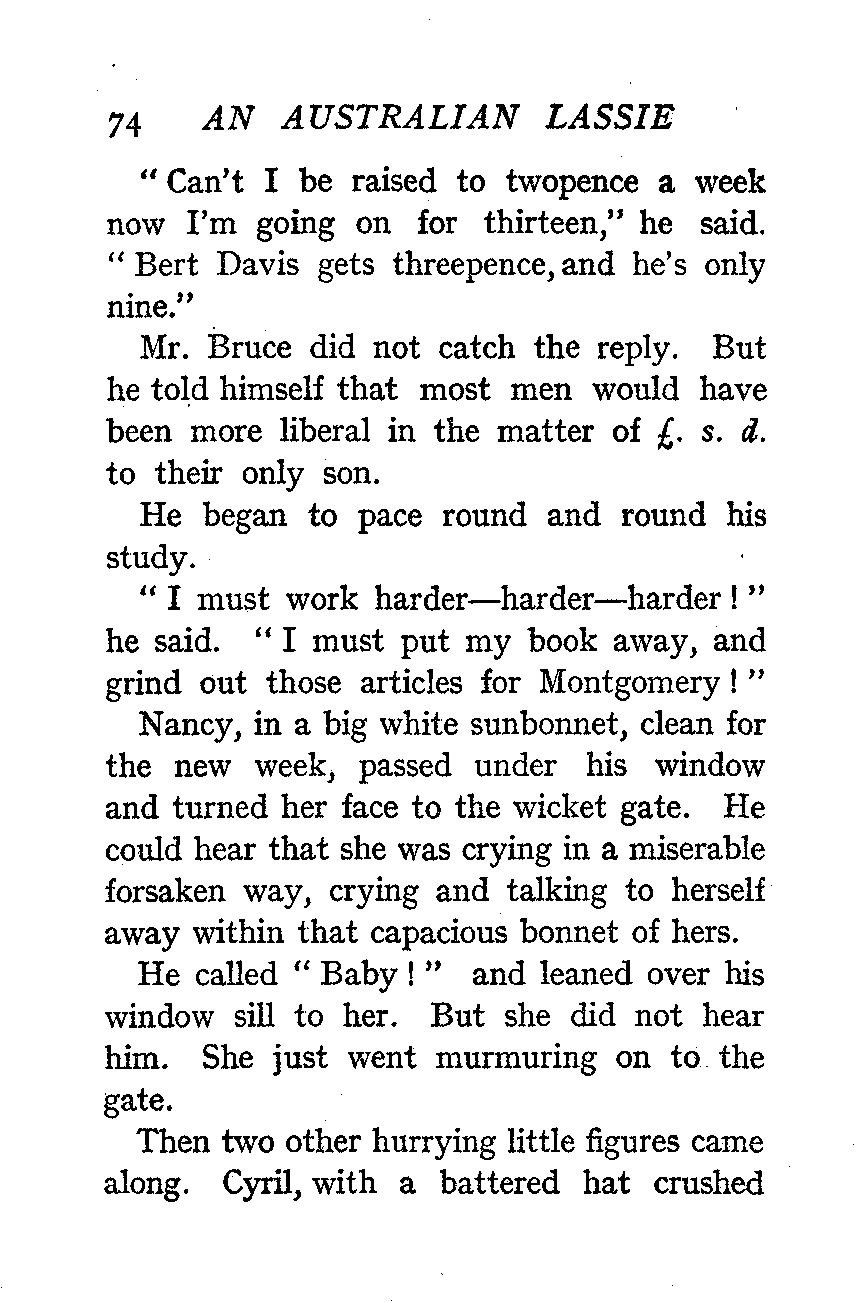 74 AN AUSTRALIAN LASSIE
“ Can’t I be raised to twopence a week
now I’m going on for thirteen,” he said.
“ Bert Davis gets threepence, and he’s only
nine.”
Mr. Bruce did not catch the reply. But
he told himself that most men would have
been more liberal in the matter of £. s. d.
to their only son.
He began to pace round and round his
study.
“ I must work harder—harder—harder ! ”
he said. “ I must put my book away, and
grind out those articles for Montgomery ! ”
Nancy, in a big white sunbonnet, clean for
the new week, passed under his window
and turned her face to the wicket gate. He
could hear that she was crying in a miserable
forsaken way, crying and talking to herself
away within that capacious bonnet of hers.
He called “ Baby ! ” and leaned over his
window sill to her. But she did not hear
him. She just went murmuring on to the
gate.
Then two other hurrying little figures came
along. Cyril, with a battered hat crushed